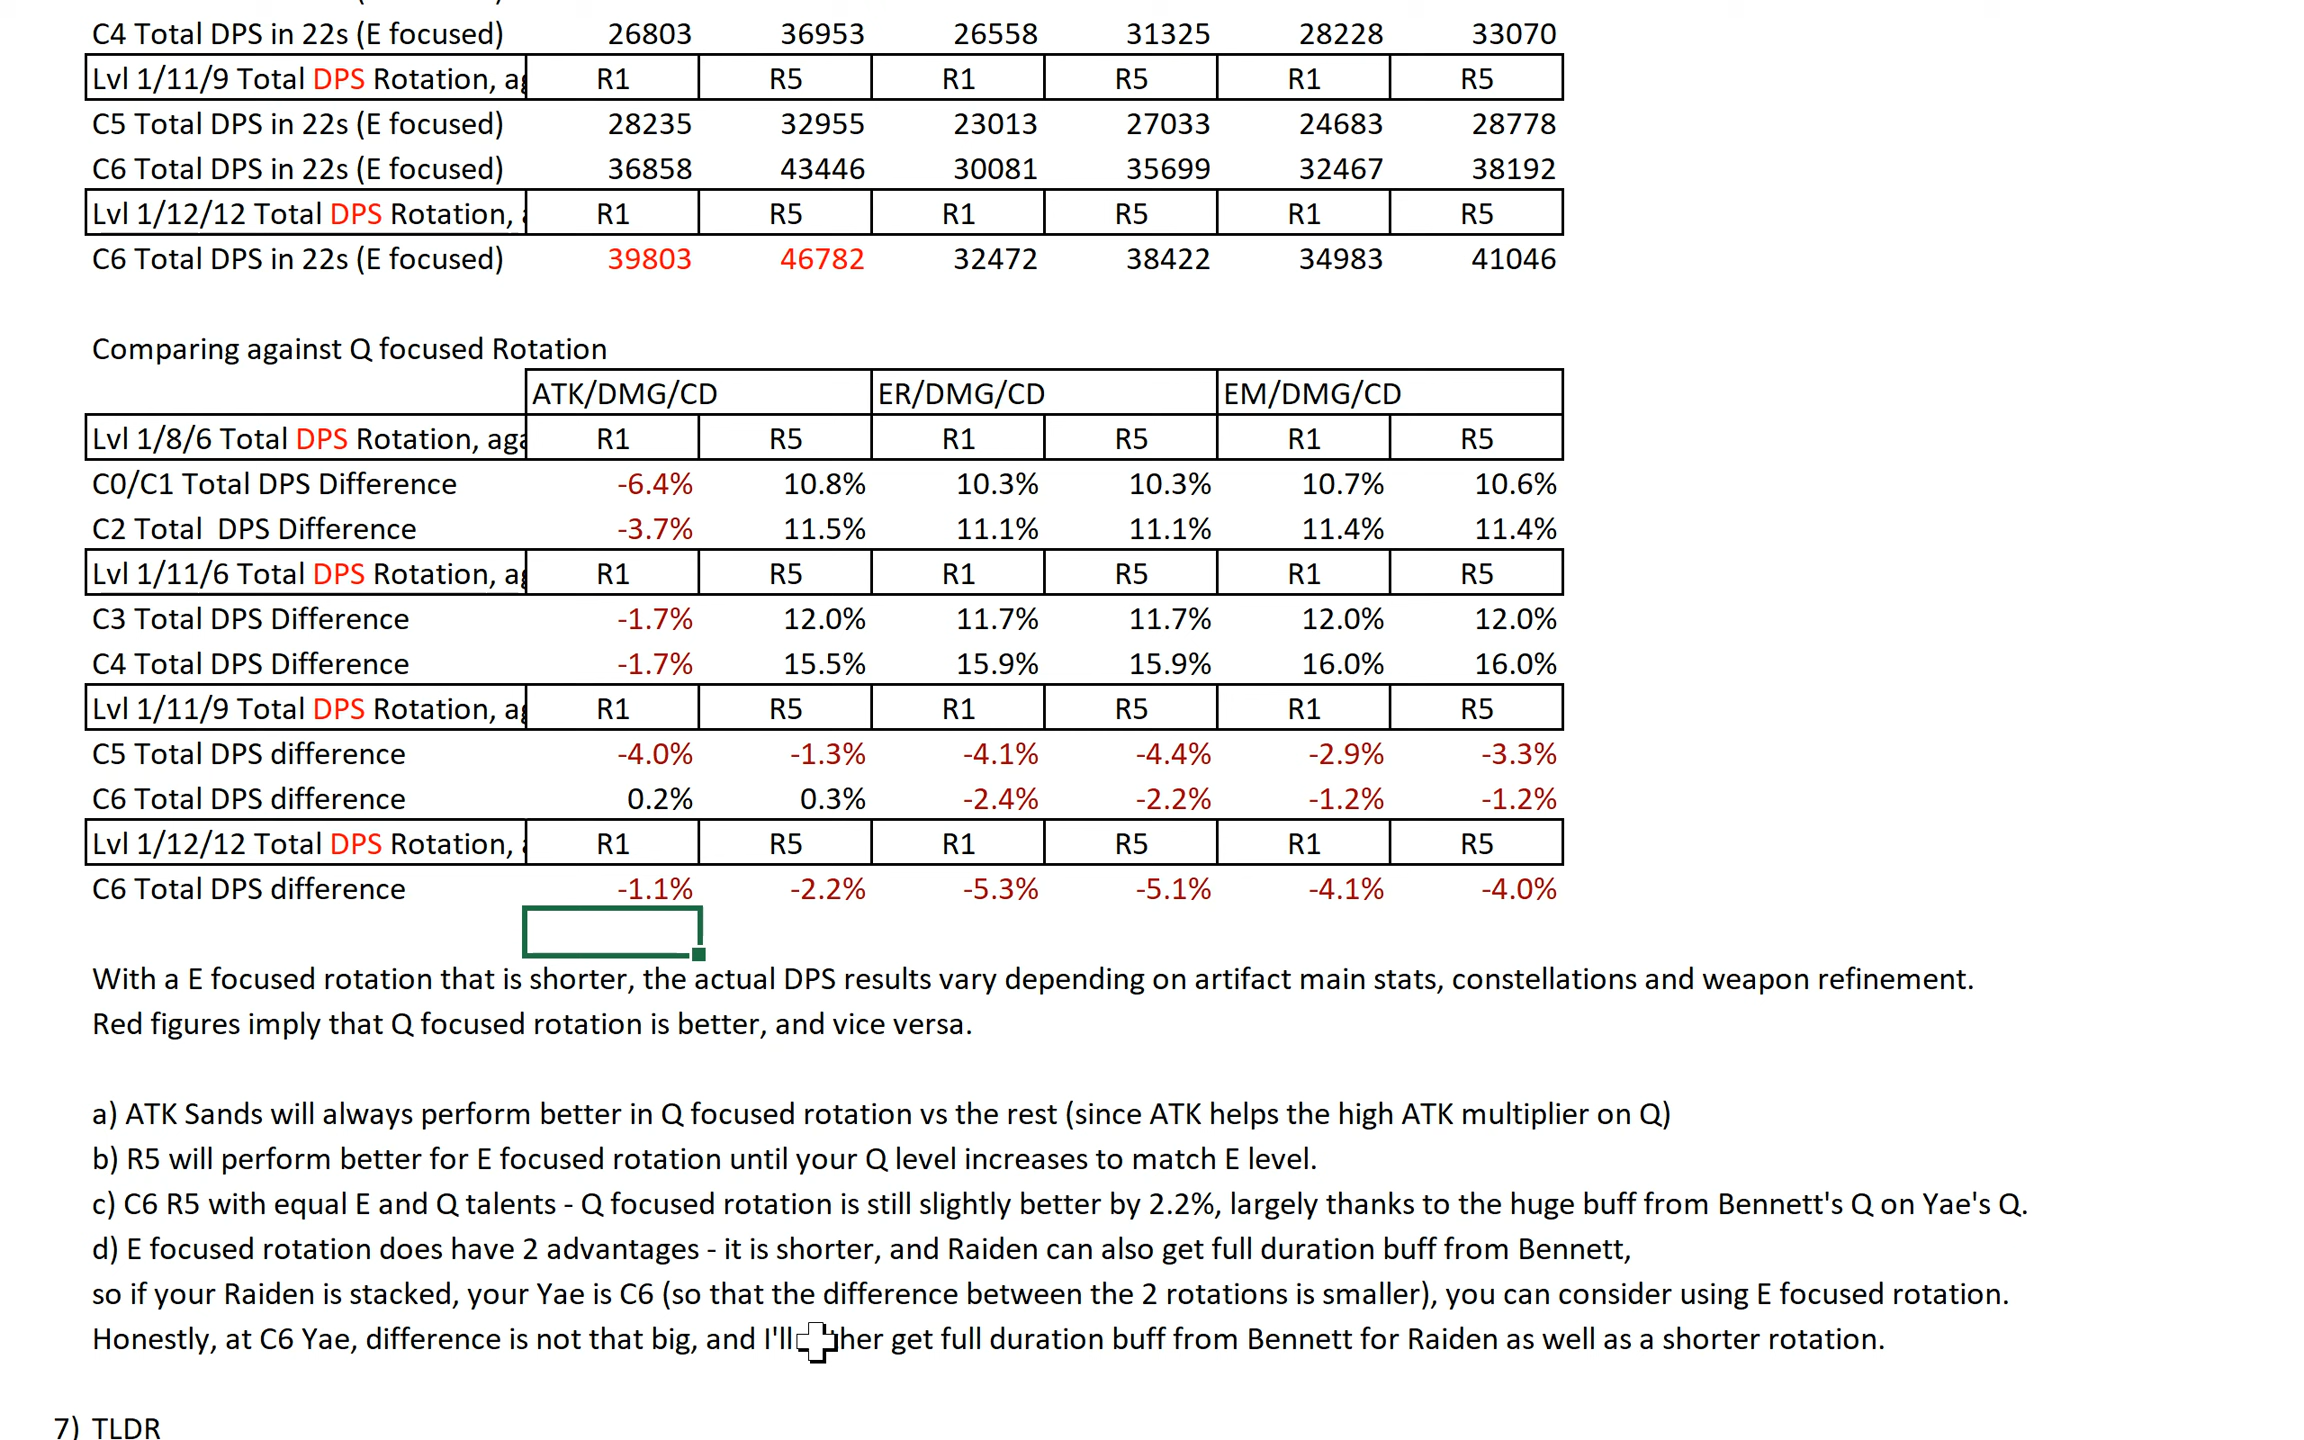 C4 Total DPS in 22s (E focused) 26803 36953 26558 31325 28228 33070
Lvl 1/11/9 Total DPS Rotation, R1 R5 R1 R5 R1 R5
C5 Total DPS in 22s (E focused) 28235 32955 23013 27033 24683 28778
C6 Total DPS in 22s (E focused) 36858 43446 30081 35699 32467 38192
Lvl 1/12/12 Total DPS Rotation, R1 R5 R1 R5 R1 R5
C6 Total DPS in 22s (E focused) 39803 46782 32472 38422 34983 41046
Comparing against Q focused Rotation
ATK/DMG/CD ER/DMG/CD EM/DMG/CD
Lvl 1/8/6 Total DPS Rotation, R1 R5 R1 R5 R1 R5
C0/C1 Total DPS Difference -6.4% 10.8% 10.3% 10.3% 10.7% 10.6%
C2 Total  DPS Difference -3.7% 11.5% 11.1% 11.1% 11.4% 11.4%
Lvl 1/11/6 Total DPS Rotation, R1 R5 R1 R5 R1 R5
C3 Total DPS Difference -1.7% 12.0% 11.7% 11.7% 12.0% 12.0%
C4 Total DPS Difference -1.7% 15.5% 15.9% 15.9% 16.0% 16.0%
Lvl 1/11/9 Total DPS Rotation, R1 R5 R1 R5 R1 R5
C5 Total DPS difference -4.0% -1.3% -4.1% -4.4% -2.9% -3.3%
C6 Total DPS difference 0.2% 0.3% -2.4% -2.2% -1.2% -1.2%
Lvl 1/12/12 Total DPS Rotation, R1 R5 R1 R5 R1 R5
C6 Total DPS difference -1.1% -2.2% -5.3% -5.1% -4.1% -4.0%
With a E focused rotation that is shorter, the actual DPS results vary depending on artifact main stats, constellations and weapon refinement.
Red figures imply that Q focused rotation is better, and vice versa.
a) ATK Sands will always perform better in Q focused rotation vs the rest (since ATK helps the high ATK multiplier on Q)
b) R5 will perform better for E focused rotation until your Q level increases to match E level.
c) C6 R5 with equal E and Q talents - Q focused rotation is still slightly better by 2.2%, largely thanks to the huge buff from Bennett's Q on Yae's Q.
d) E focused rotation does have 2 advantages - it is shorter, and Raiden can also get full duration buff from Bennett,
so if your Raiden is stacked, your Yae is C6 (so that the difference between the 2 rotations is smaller), you can consider using E focused rotation.
Honestly, at C6 Yae, difference is not that big, and I'll get full duration buff from Bennett for Raiden as well as a shorter rotation.
7) TLDR